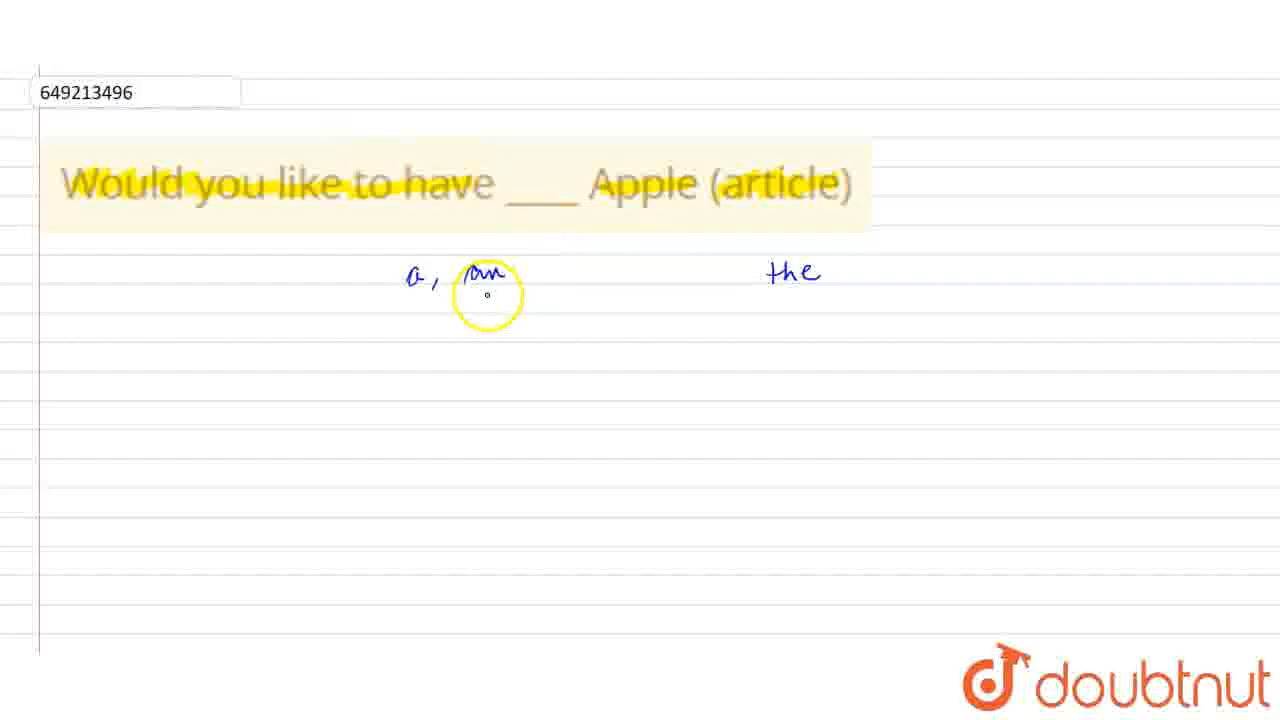 649213496
Would you like to have ____ Apple (article)
a, an the
doubtnut